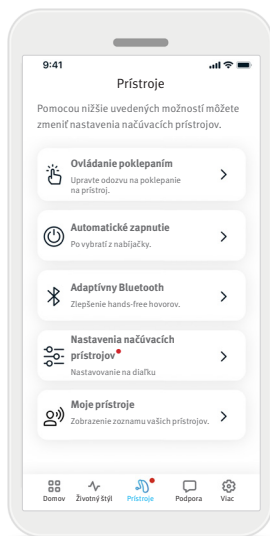 9:41
Prístroje
Pomocou nižšie uvedených možností môžete
zmeniť nastavenia načúvacích prístrojov.
Ovládanie poklepaním
Upravte odozvu na poklepanie
na prístroj.
Automatické zapnutie
Po vybratí z nabíjačky.
Adaptívny Bluetooth
Zlepšenie hands-free hovorov.
Nastavenia načúvacích
prístrojov
Nastavovanie na diaľku
Moje prístroje
Zobrazenie zoznamu vašich prístrojov.
Domov Životný štýl Prístroje Podpora Viac